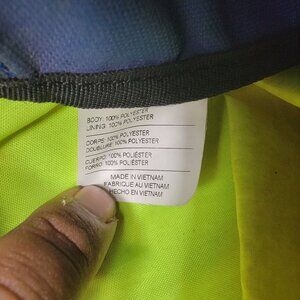 BODY: 100% POLYESTER
LINING: 100% POLYESTER
CORPS: 100% POLYESTER
DOUBLURE: 100% POLYESTER
CUERPO: 100% POLIÉSTER
FORRO: 100% POLIÉSTER
MADE IN VIETNAM
FABRIQUE AU VIETNAM
HECHO EN VIETNAM